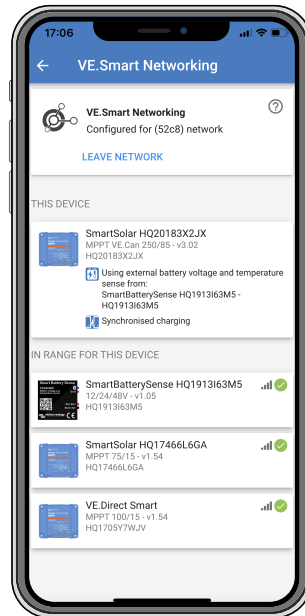 17:06
VE.Smart Networking
VE.Smart Networking
Configured for (52c8) network
LEAVE NETWORK
THIS DEVICE
SmartSolar HQ20183X2JX
MPPT VE.Can 250/85 - v3.02
HQ20183X2JX
Using external battery voltage and temperature
sense from:
SmartBatterySense HQ1913I63M5 -
HQ1913I63M5
Synchronised charging
IN RANGE FOR THIS DEVICE
SmartBatterySense HQ1913I63M5
12/24/48V - v1.05
HQ1913I63M5
Smart Battery Sense
SmartSolar HQ17466L6GA
MPPT 75/15 - v1.54
HQ17466L6GA
VE.Direct Smart
MPPT 100/15 - v1.54
HQ1705Y7WJV